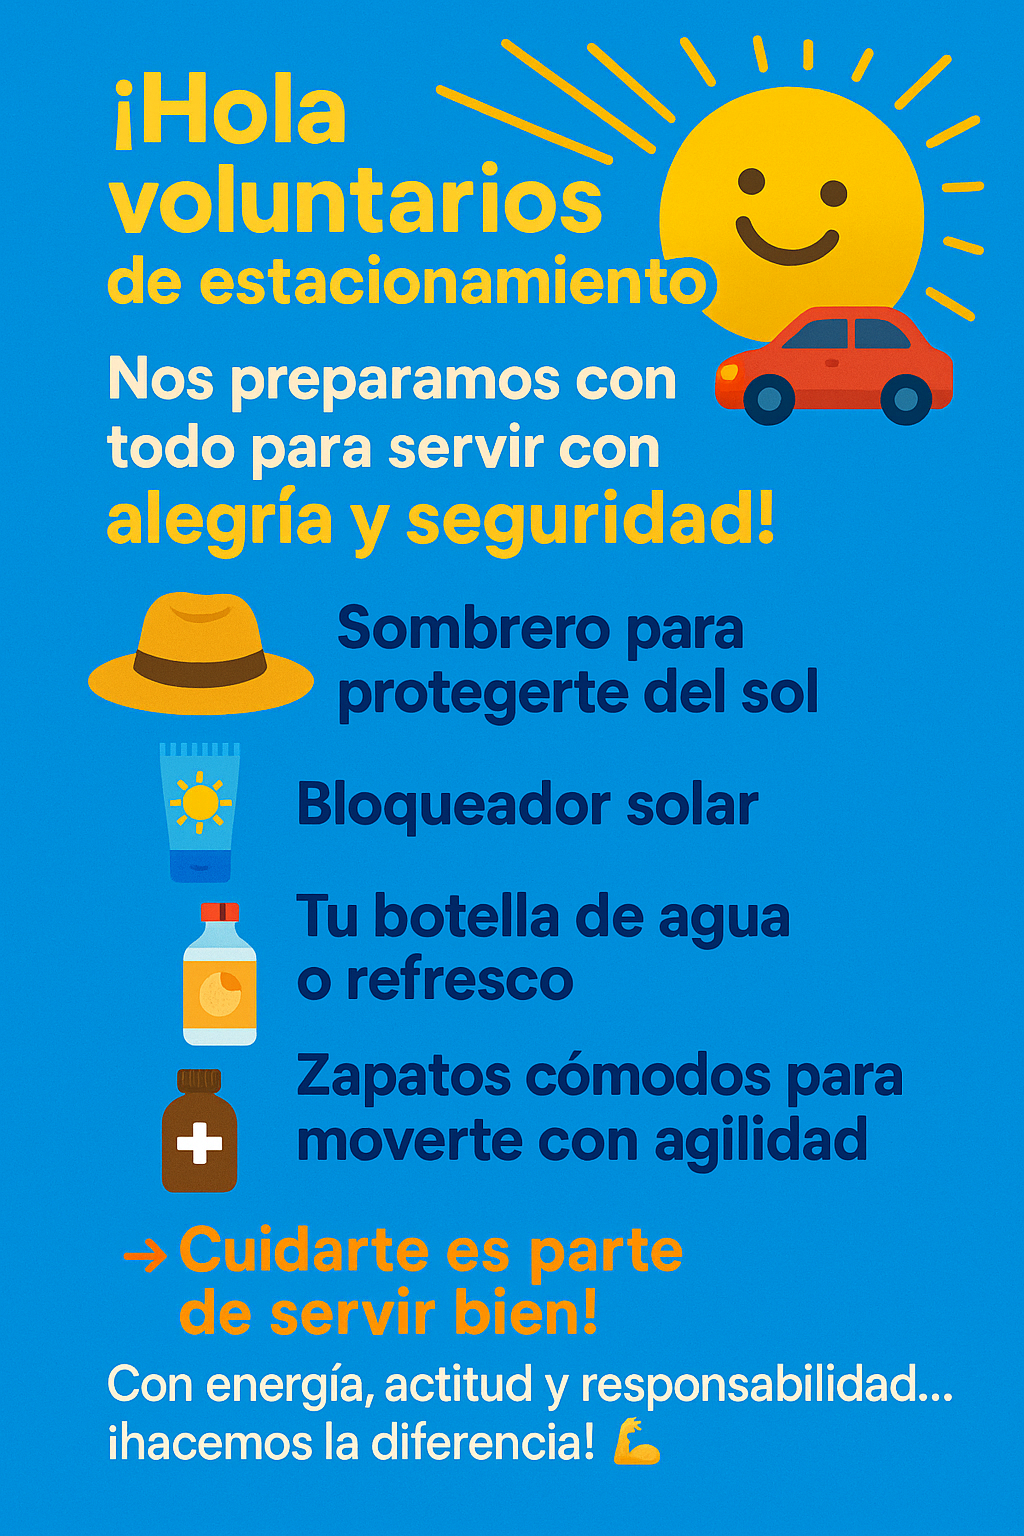 ¡Hola
voluntarios
de estacionamiento
Nos preparamos con
todo para servir con
alegría y seguridad!
Sombrero para
protegerte del sol
Bloqueador solar
Tu botella de agua
o refresco
Zapatos cómodos para
moverte con agilidad
→ Cuidarte es parte
de servir bien!
Con energía, actitud y responsabilidad...
¡hacemos la diferencia! 💪